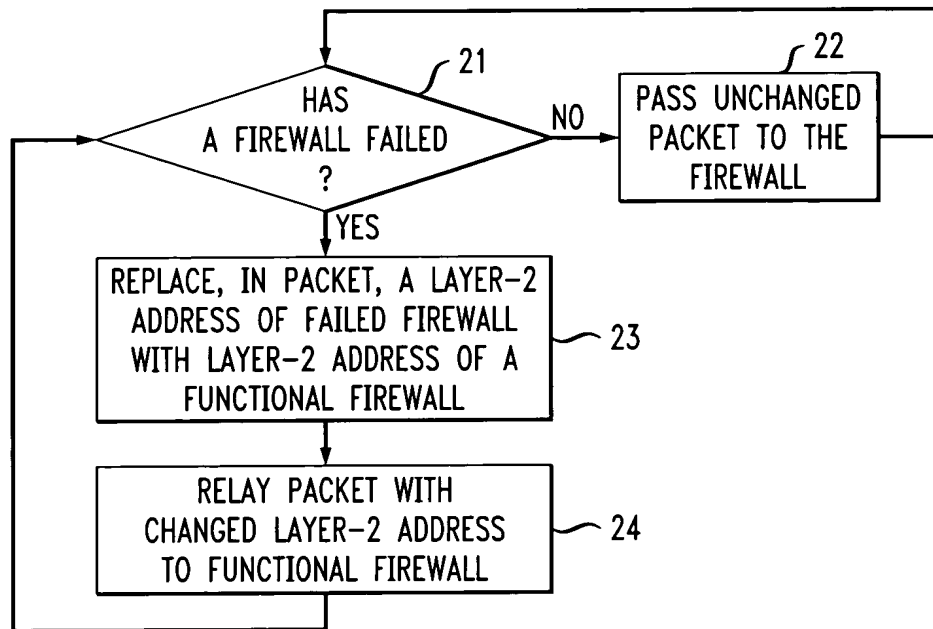 21
HAS
A FIREWALL FAILED
?
NO
22
PASS UNCHANGED
PACKET TO THE
FIREWALL
YES
REPLACE, IN PACKET, A LAYER-2
ADDRESS OF FAILED FIREWALL
WITH LAYER-2 ADDRESS OF A
FUNCTIONAL FIREWALL
23
RELAY PACKET WITH
CHANGED LAYER-2 ADDRESS
TO FUNCTIONAL FIREWALL
24